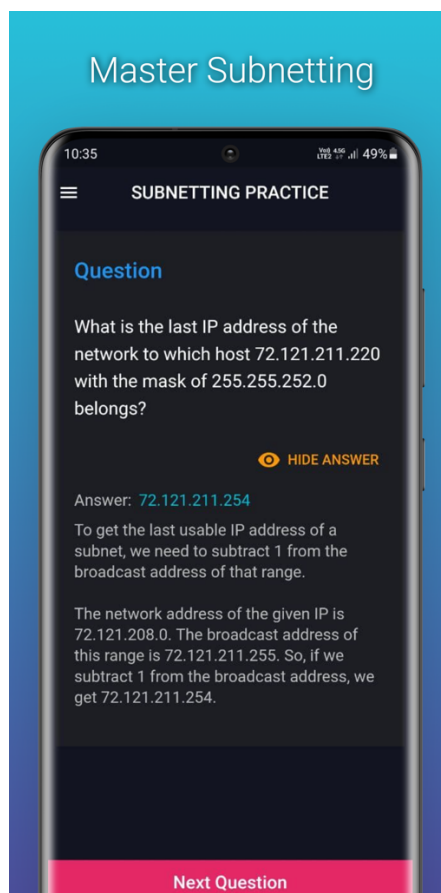 Master Subnetting
10:35
Vo) 4.5G
LTE2 49%
SUBNETTING PRACTICE
Question
What is the last IP address of the
network to which host 72.121.211.220
with the mask of 255.255.252.0
belongs?
HIDE ANSWER
Answer: 72.121.211.254
To get the last usable IP address of a
subnet, we need to subtract 1 from the
broadcast address of that range.
The network address of the given IP is
72.121.208.0. The broadcast address of
this range is 72.121.211.255. So, if we
subtract 1 from the broadcast address, we
get 72.121.211.254.
Next Question